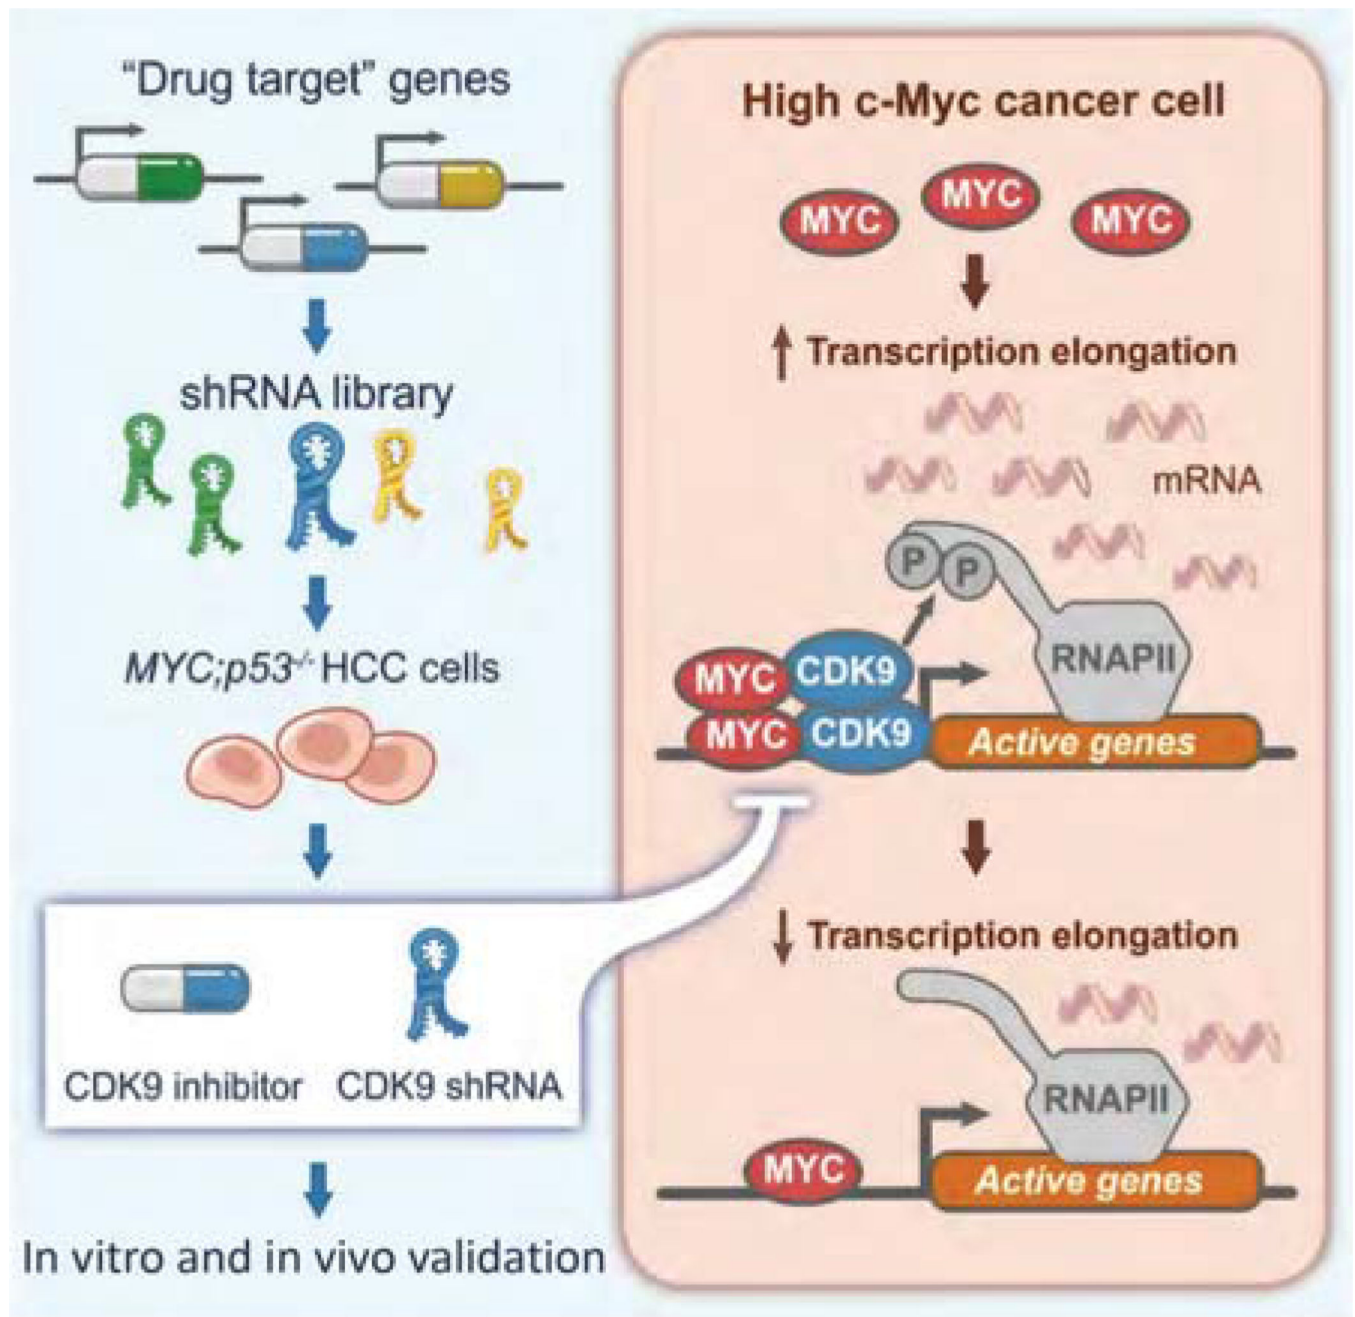 “Drug target” genes
shRNA library
MYC;p53-/- HCC cells
CDK9 inhibitor
CDK9 shRNA
In vitro and in vivo validation
High c-Myc cancer cell
MYC
MYC
MYC
↑ Transcription elongation
mRNA
P
P
RNAPII
MYC
CDK9
MYC
CDK9
Active genes
↓ Transcription elongation
RNAPII
MYC
Active genes